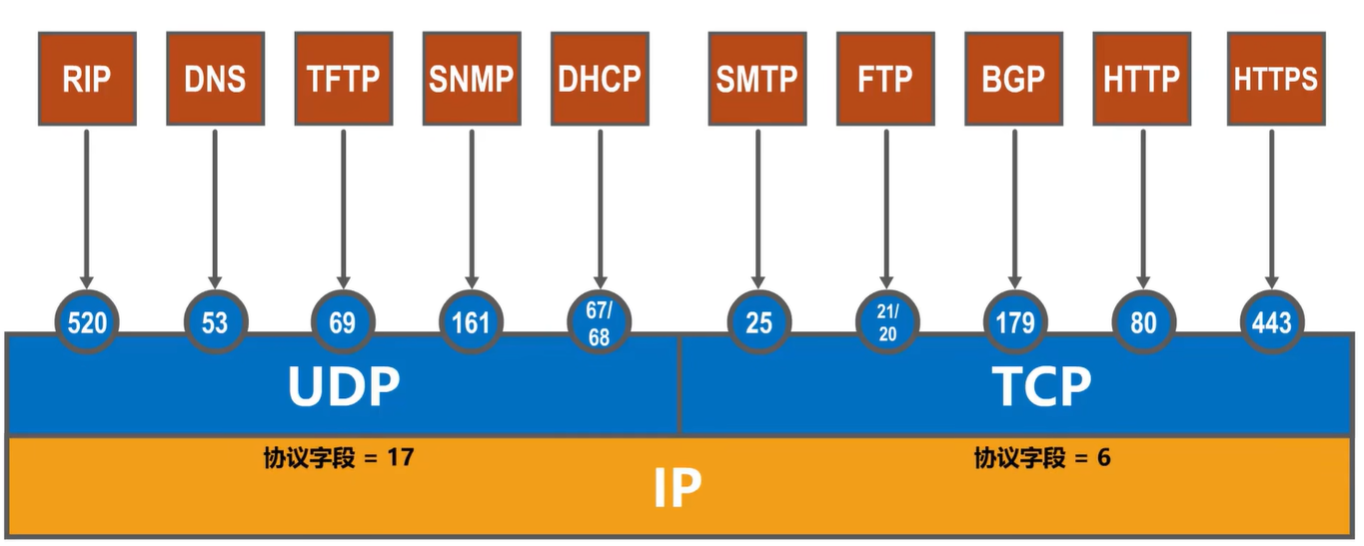 RIP
DNS
TFTP
SNMP
DHCP
SMTP
FTP
BGP
HTTP
HTTPS
520
53
69
161
67/
68
25
21/
20
179
80
443
UDP
TCP
协议字段 = 17
协议字段 = 6
IP